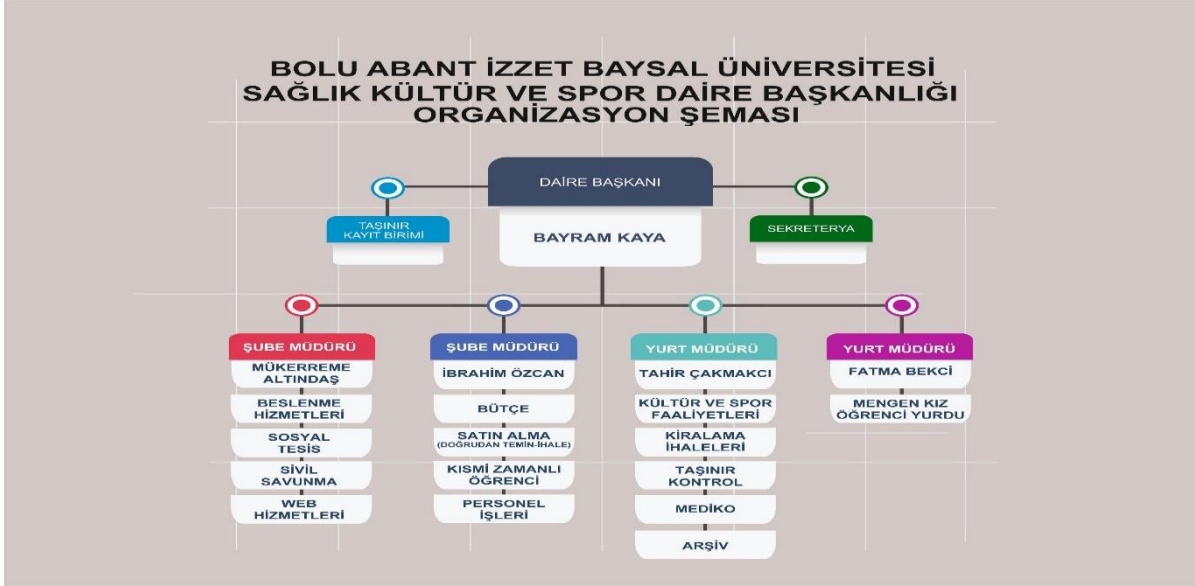 BOLU ABANT İZZET BAYSAL ÜNİVERSİTESİ
SAĞLIK KÜLTÜR VE SPOR DAİRE BAŞKANLIĞI
ORGANİZASYON ŞEMASI
DAİRE BAŞKANI
BAYRAM KAYA
TAŞINIR
KAYIT BİRİMİ
SEKRETERYA
ŞUBE MÜDÜRÜ
MÜKERREME
ALTINDAŞ
BESLENME
HİZMETLERİ
SOSYAL
TESİS
SİVİL
SAVUNMA
WEB
HİZMETLERİ
ŞUBE MÜDÜRÜ
İBRAHİM ÖZCAN
BÜTÇE
SATIN ALMA
(DOĞRUDAN TEMİN-İHALE)
KISMİ ZAMANLI
ÖĞRENCİ
PERSONEL
İŞLERİ
YURT MÜDÜRÜ
TAHİR ÇAKMAKCI
KÜLTÜR VE SPOR
FAALİYETLERİ
KİRALAMA
İHALELERİ
TAŞINIR
KONTROL
MEDİKO
ARŞİV
YURT MÜDÜRÜ
FATMA BEKCİ
MENGEN KIZ
ÖĞRENCİ YURDU